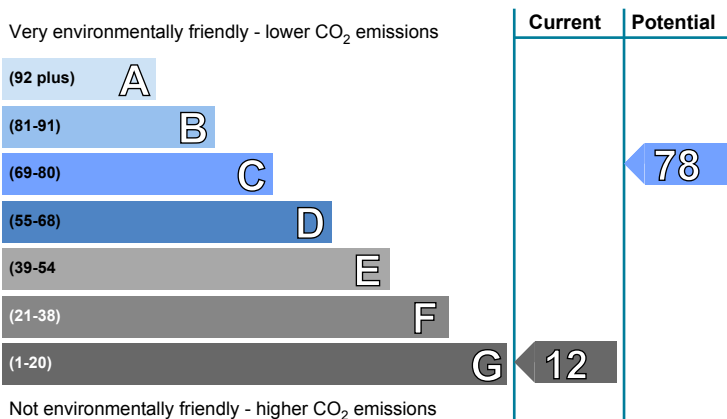 Current Potential
Very environmentally friendly - lower CO2 emissions
(92 plus) A
(81-91) B
(69-80) C
78
(55-68) D
(39-54 E
(21-38) F
(1-20) G 12
Not environmentally friendly - higher CO2 emissions